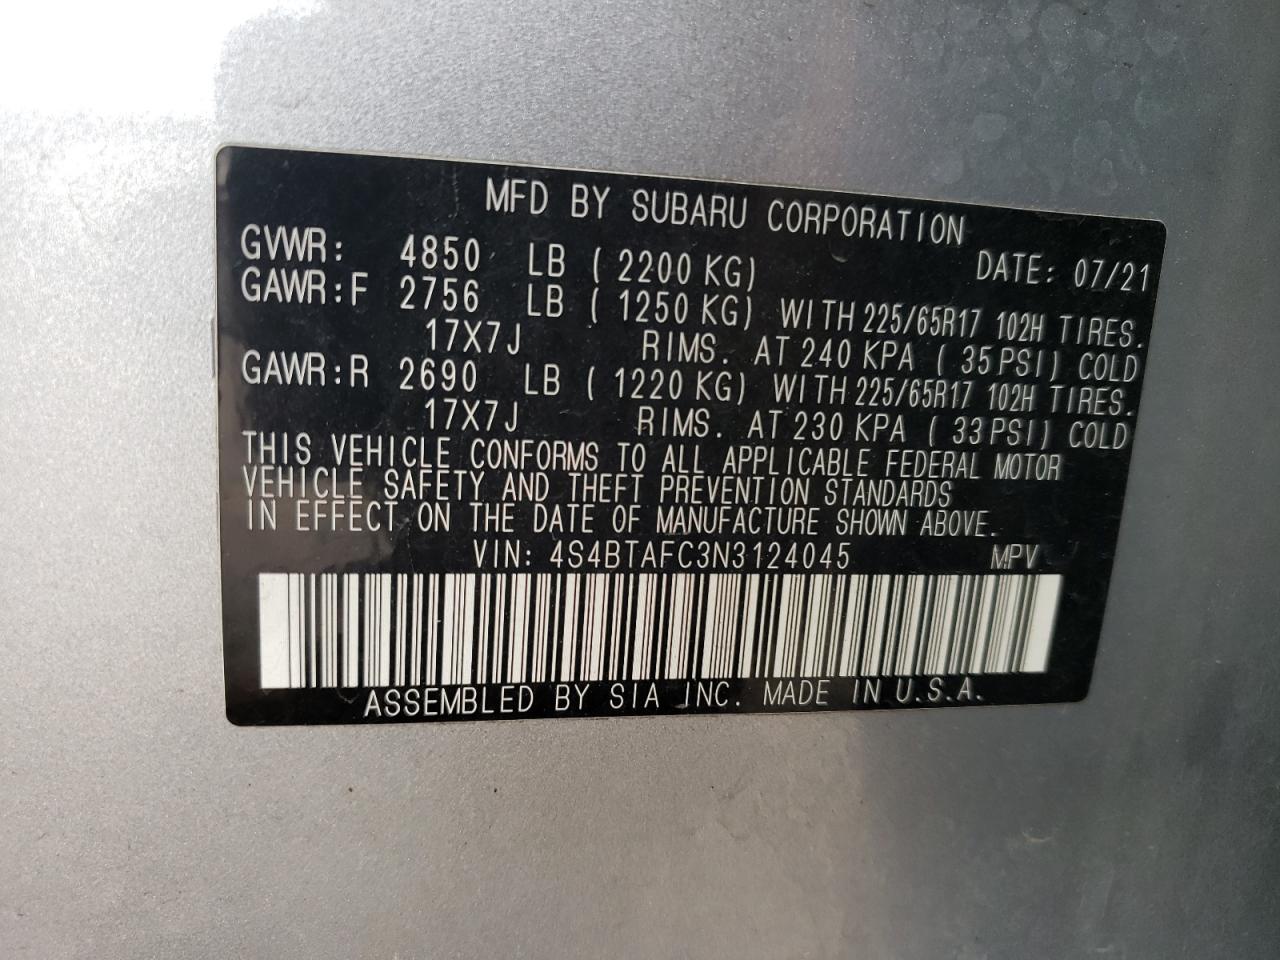 MFD BY SUBARU CORPORATION
GVWR: 4850 LB ( 2200 KG) DATE: 07/21
GAWR:F 2756 LB ( 1250 KG) WITH 225/65R17 102H TIRES.
17X7J RIMS. AT 240 KPA ( 35 PSI) COLD
GAWR:R 2690 LB ( 1220 KG) WITH 225/65R17 102H TIRES.
17X7J RIMS. AT 230 KPA ( 33 PSI) COLD
THIS VEHICLE CONFORMS TO ALL APPLICABLE FEDERAL MOTOR
VEHICLE SAFETY AND THEFT PREVENTION STANDARDS
IN EFFECT ON THE DATE OF MANUFACTURE SHOWN ABOVE.
VIN: 4S4BTAFC3N3124045 MPV
ASSEMBLED BY SIA INC. MADE IN U.S.A.